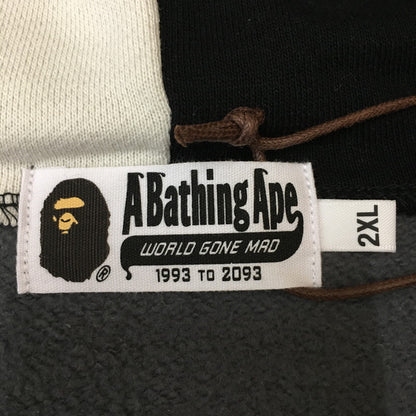 A Bathing Ape
WORLD GONE MAD
1993 TO 2093
®
2XL